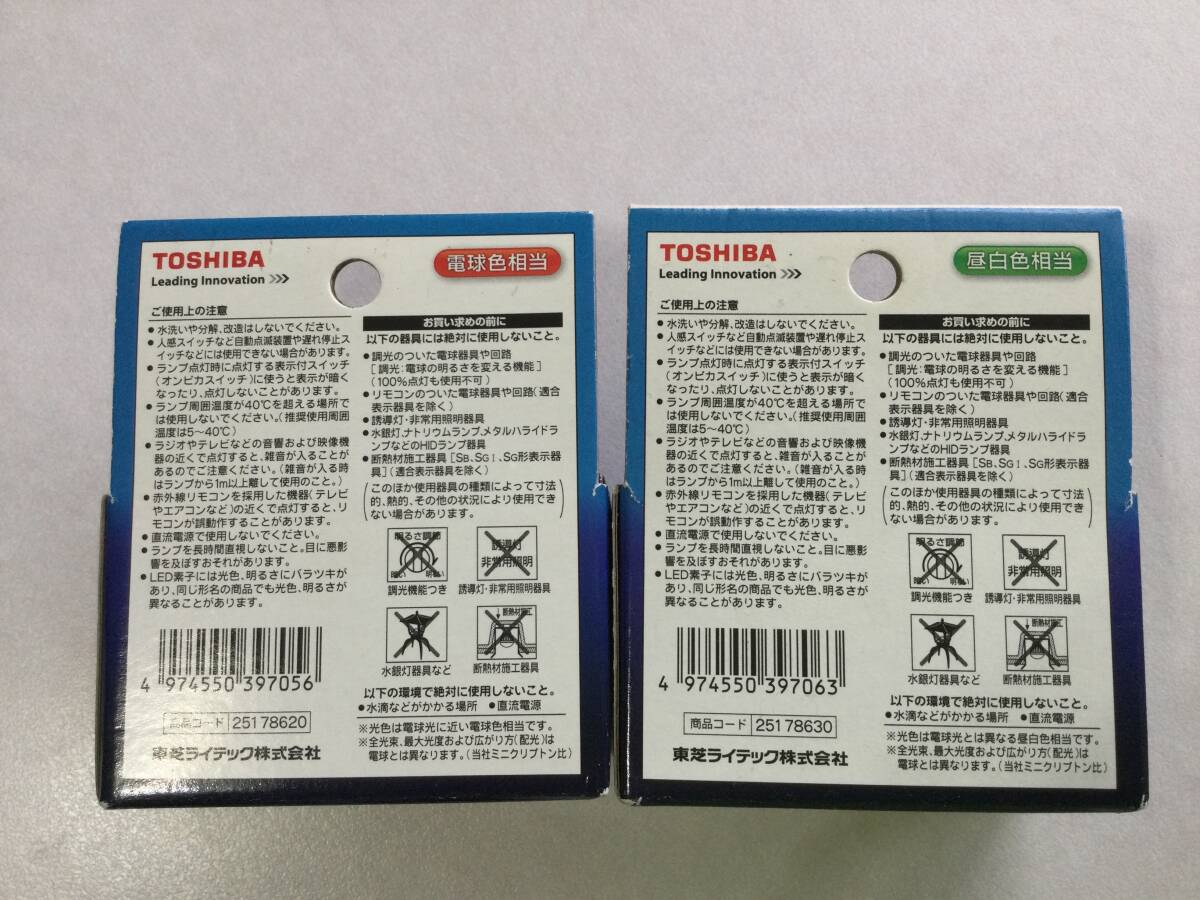 TOSHIBA
Leading Innovation >>>
電球色相当
ご使用上の注意
●水洗いや分解、改造はしないでください。
●人感スイッチなど自動点滅装置や遅れ停止ス
イッチなどには使用できない場合があります。
●ランプ点灯時に点灯する表示付スイッチ
(オンピカスイッチ)に使うと表示が暗く
なったり、点灯しないことがあります。
●ランプ周囲温度が40℃を超える場所で
は使用しないでください。(推奨使用周囲
温度は5~40℃)
●ラジオやテレビなどの音響および映像機
器の近くで点灯すると、雑音が入ることが
あるのでご注意ください。(雑音が入る時
はランプから1m以上離して使用のこと。)
●赤外線リモコンを採用した機器(テレビ
やエアコンなど)の近くで点灯すると、リ
モコンが誤動作することがあります。
●直流電源で使用しないでください。
●ランプを長時間直視しないこと。目に悪影
響を及ぼすおそれがあります。
●LED素子には光色、明るさにバラツキが
あり、同じ形名の商品でも光色、明るさが
異なることがあります。
4 974550 397056
商品コード 25178620
東芝ライテック株式会社
お買い求めの前に
以下の器具には絶対に使用しないこと。
●調光のついた電球器具や回路
[調光:電球の明るさを変える機能]
(100%点灯も使用不可)
●リモコンのついた電球器具や回路(適合
表示器具を除く)
●誘導灯・非常用照明器具
●水銀灯、ナトリウムランプ、メタルハライドラ
ンプなどのHIDランプ器具
●断熱材施工器具[SB、SGI、SG形表示器
具](適合表示器具を除く)
(このほか使用器具の種類によって寸法
的、熱的、その他の状況により使用でき
ない場合があります。)
明るさ調節
暗い 明るい
調光機能つき
誘導灯
非常用照明
誘導灯・非常用照明器具
水銀灯器具など
断熱材施工
断熱材施工器具
以下の環境で絶対に使用しないこと。
●水滴などがかかる場所 ●直流電源
※光色は電球光に近い電球色相当です。
※全光束、最大光度および広がり方(配光)は
電球とは異なります。(当社ミニクリプトン比)
TOSHIBA
Leading Innovation >>>
昼白色相当
ご使用上の注意
●水洗いや分解、改造はしないでください。
●人感スイッチなど自動点滅装置や遅れ停止ス
イッチなどには使用できない場合があります。
●ランプ点灯時に点灯する表示付スイッチ
(オンピカスイッチ)に使うと表示が暗く
なったり、点灯しないことがあります。
●ランプ周囲温度が40℃を超える場所で
は使用しないでください。(推奨使用周囲
温度は5~40℃)
●ラジオやテレビなどの音響および映像機
器の近くで点灯すると、雑音が入ることが
あるのでご注意ください。(雑音が入る時
はランプから1m以上離して使用のこと。)
●赤外線リモコンを採用した機器(テレビ
やエアコンなど)の近くで点灯すると、リ
モコンが誤動作することがあります。
●直流電源で使用しないでください。
●ランプを長時間直視しないこと。目に悪
影響を及ぼすおそれがあります。
●LED素子には光色、明るさにバラツキが
あり、同じ形名の商品でも光色、明るさが
異なることがあります。
4 974550 397063
商品コード 25178630
東芝ライテック株式会社
お買い求めの前に
以下の器具には絶対に使用しないこと。
●調光のついた電球器具や回路
[調光:電球の明るさを変える機能]
(100%点灯も使用不可)
●リモコンのついた電球器具や回路(適合
表示器具を除く)
●誘導灯・非常用照明器具
●水銀灯、ナトリウムランプ、メタルハライドラ
ンプなどのHIDランプ器具
●断熱材施工器具[SB、SGI、SG形表示器
具](適合表示器具を除く)
(このほか使用器具の種類によって寸法
的、熱的、その他の状況により使用でき
ない場合があります。)
明るさ調節
暗い 明るい
調光機能つき
誘導灯
非常用照明
誘導灯・非常用照明器具
水銀灯器具など
断熱材施工
断熱材施工器具
以下の環境で絶対に使用しないこと。
●水滴などがかかる場所 ●直流電源
※光色は電球光とは異なる昼白色相当です。
※全光束、最大光度および広がり方(配光)は
電球とは異なります。(当社ミニクリプトン比)